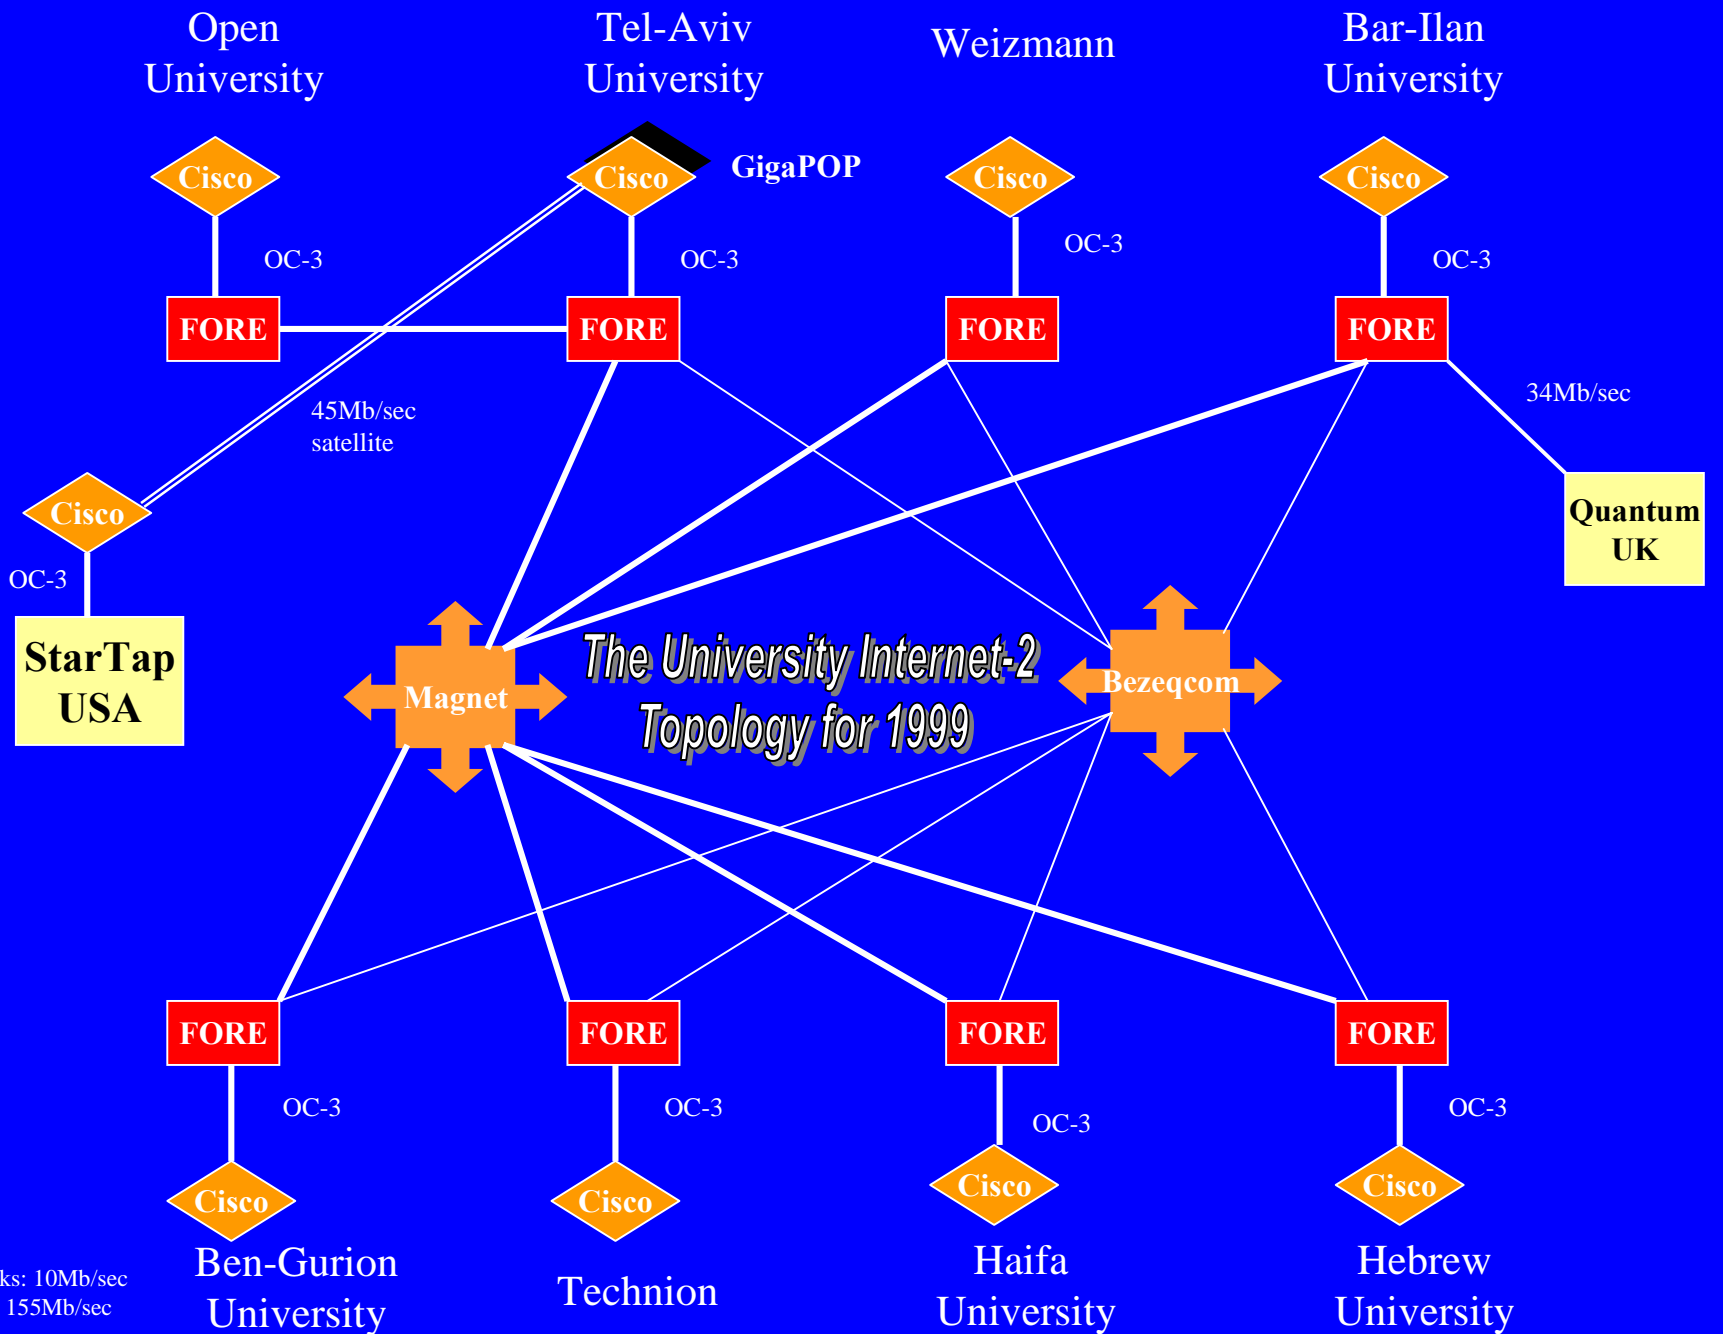 Open
University
Tel-Aviv
University
Weizmann
Bar-Ilan
University
Cisco
Cisco
GigaPOP
Cisco
Cisco
OC-3
OC-3
OC-3
OC-3
FORE
FORE
FORE
FORE
45Mb/sec
satellite
34Mb/sec
Cisco
OC-3
StarTap
USA
Quantum
UK
Magnet
The University Internet-2
Topology for 1999
Bezeqcom
FORE
FORE
FORE
FORE
OC-3
OC-3
OC-3
OC-3
Cisco
Cisco
Cisco
Cisco
Ben-Gurion
University
Technion
Haifa
University
Hebrew
University
10Mb/sec
155Mb/sec